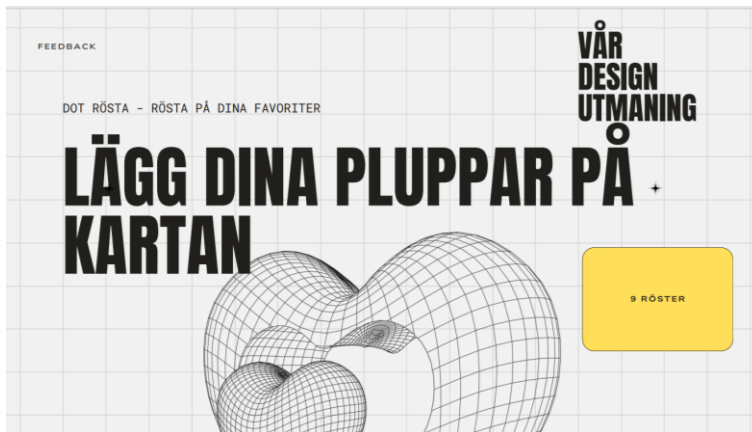 FEEDBACK
VÅR
DESIGN
UTMANING
DOT RÖSTA – RÖSTA PÅ DINA FAVORITER
LÄGG DINA PLUPPAR PÅ
KARTAN
9 RÖSTER